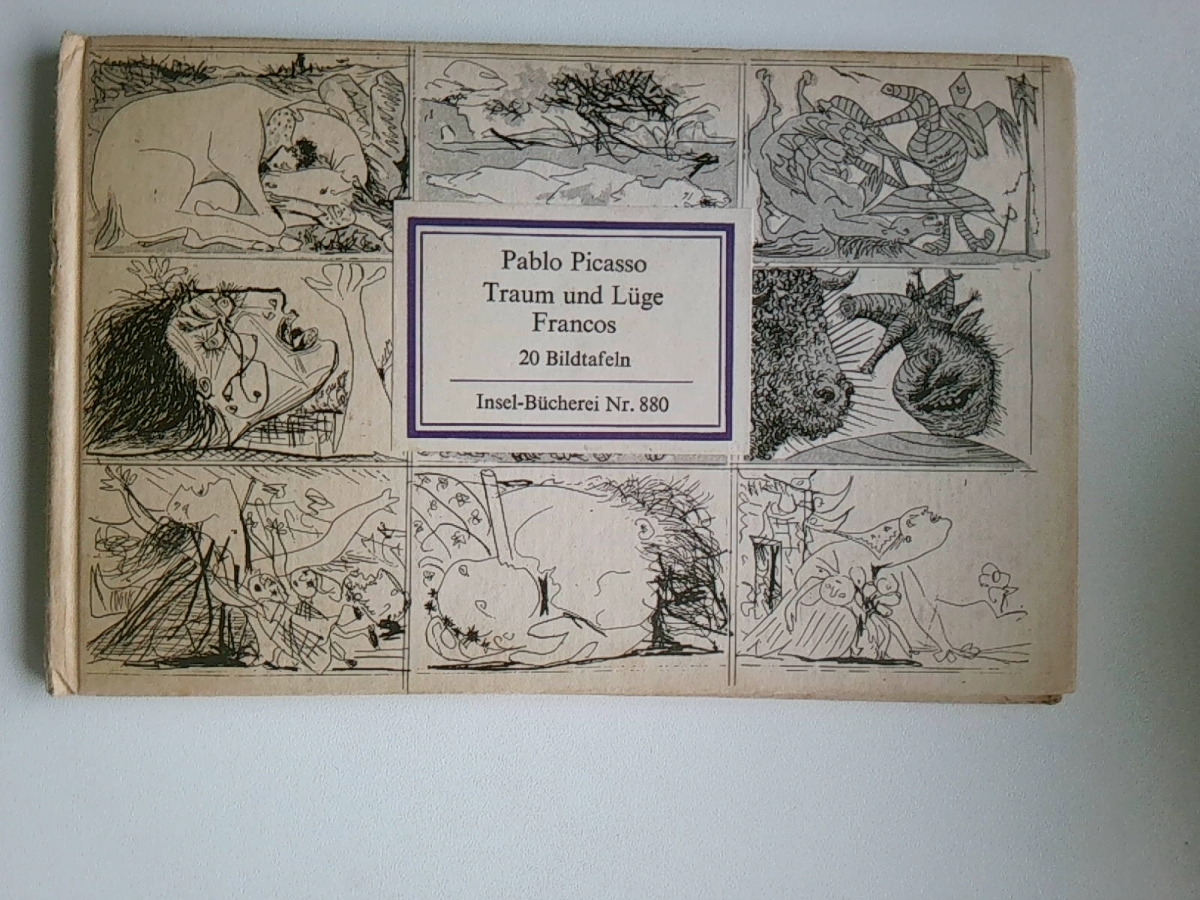 Pablo Picasso
Traum und Lüge
Francos
20 Bildtafeln
Insel-Bücherei Nr. 880